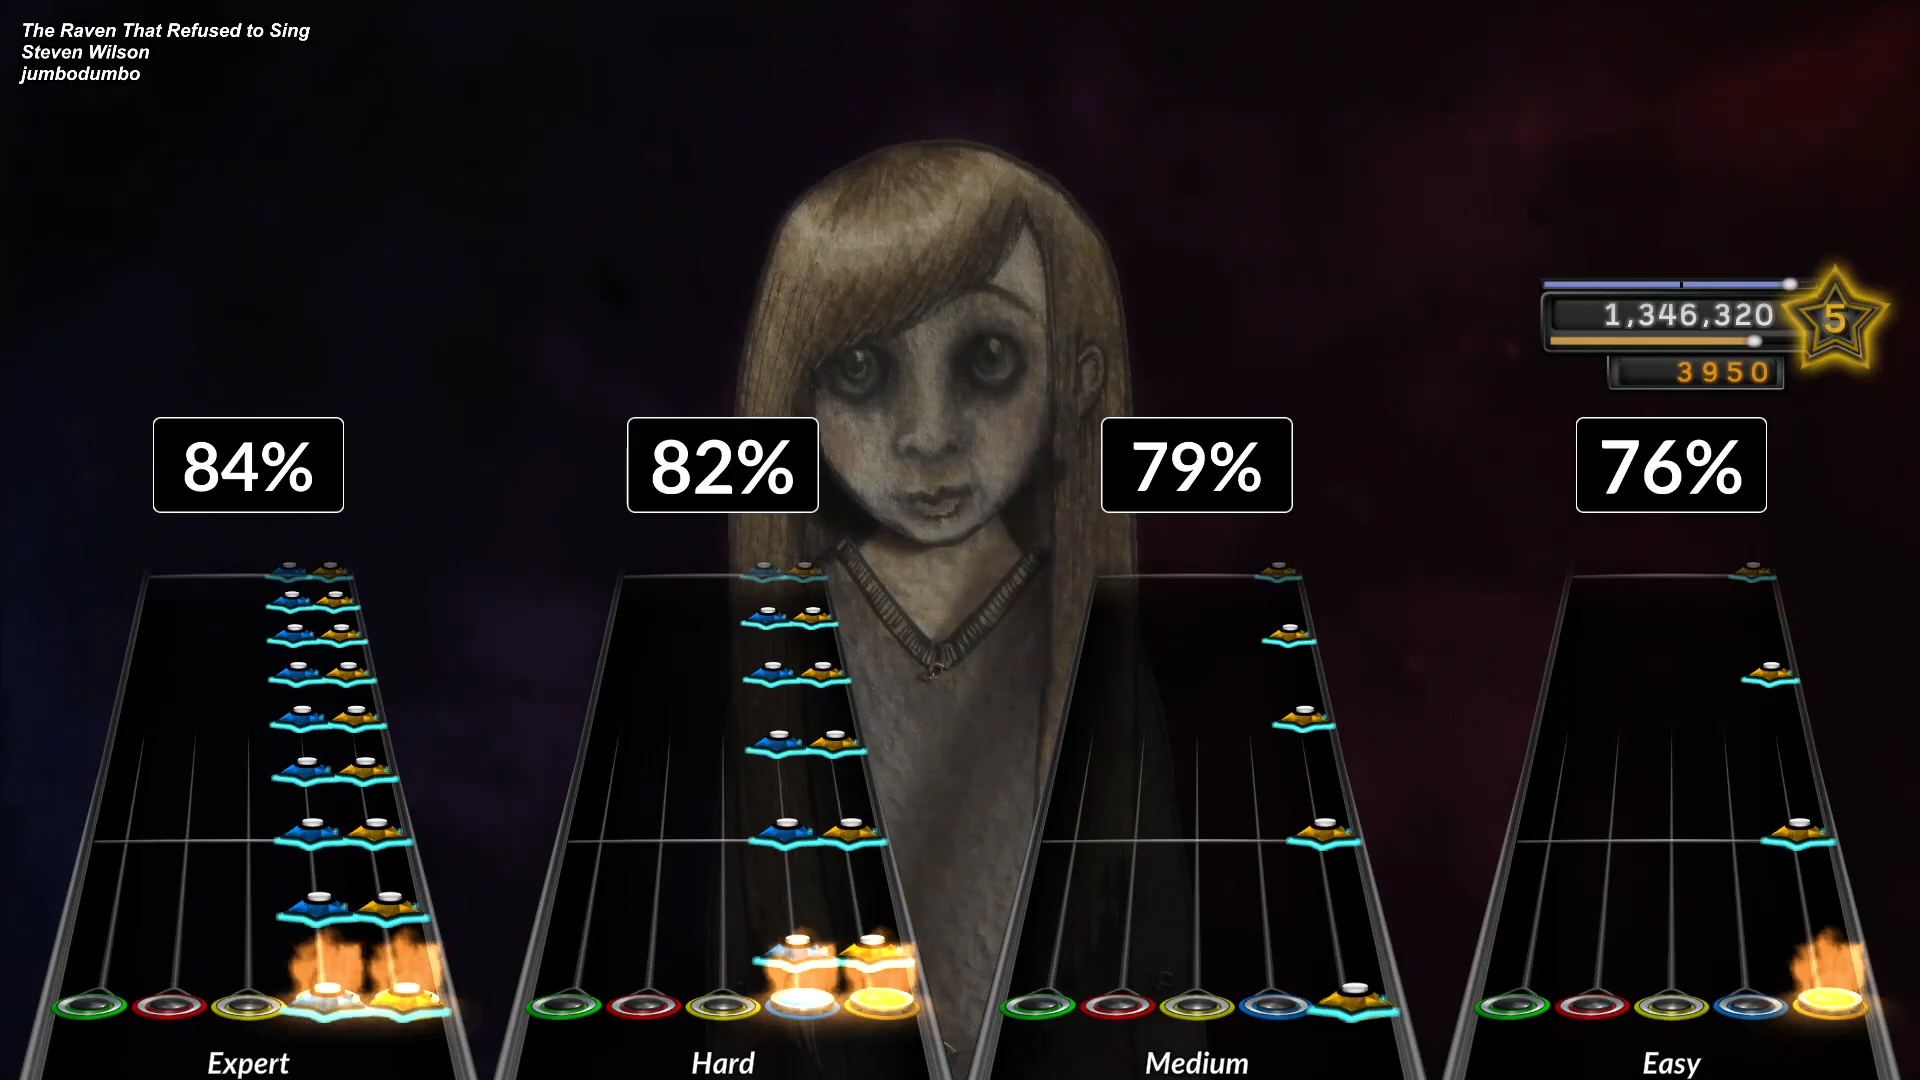 The Raven That Refused to Sing
Steven Wilson
jumbodumbo
1,346,320
5
3950
84%
82%
79%
76%
Expert
Hard
Medium
Easy